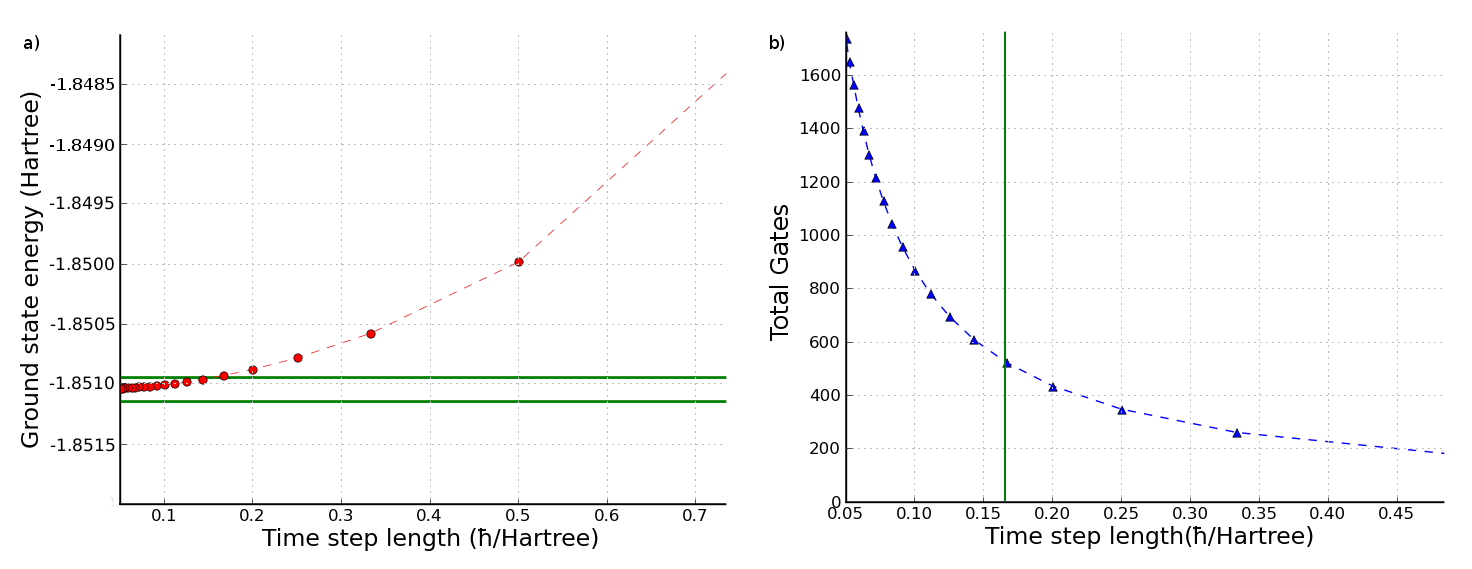 a)
Ground state energy (Hartree)
-1.8485
-1.8490
-1.8495
-1.8500
-1.8505
-1.8510
-1.8515
0.1 0.2 0.3 0.4 0.5 0.6 0.7
Time step length (ħ/Hartree)
b)
Total Gates
1600
1400
1200
1000
800
600
400
200
0
0.05 0.10 0.15 0.20 0.25 0.30 0.35 0.40 0.45
Time step length(ħ/Hartree)